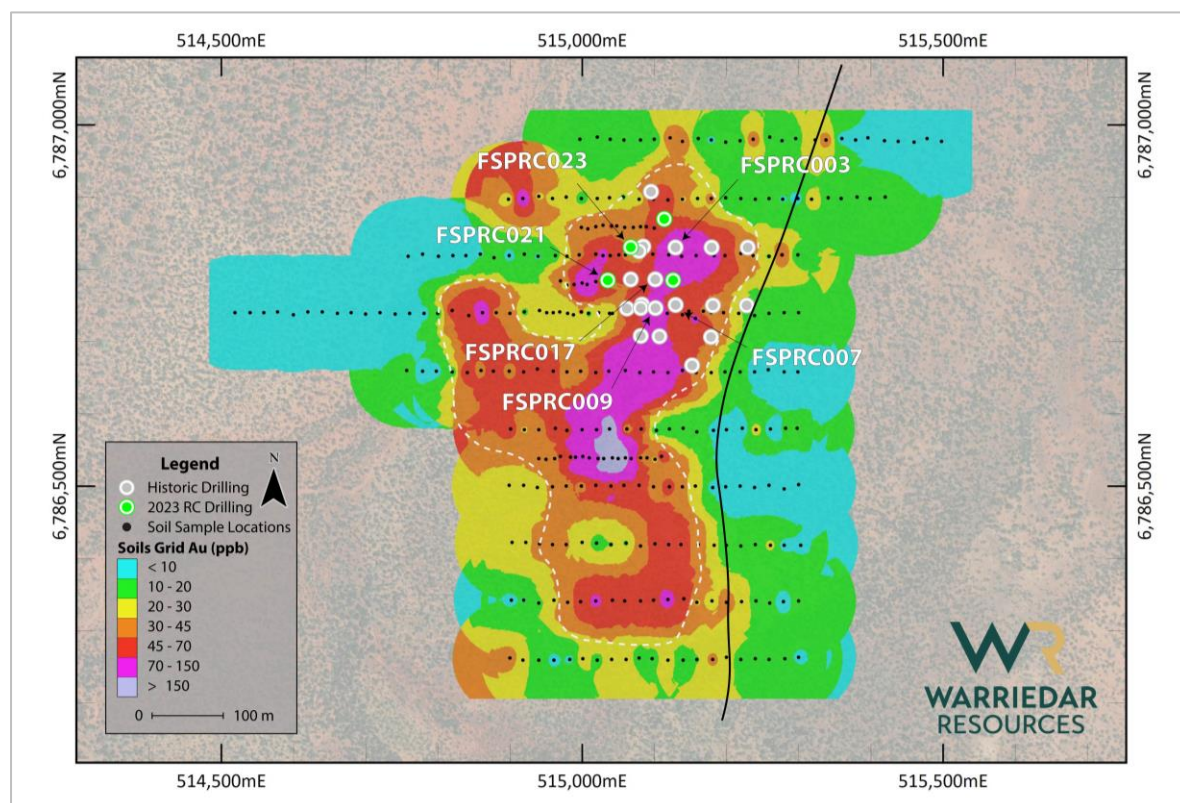 514,500mE
515,000mE
515,500mE
6,787,000mN
6,787,000mN
FSPRC023
FSPRC003
FSPRC021
FSPRC017
FSPRC007
FSPRC009
6,786,500mN
6,786,500mN
Legend
N
Historic Drilling
2023 RC Drilling
Soil Sample Locations
Soils Grid Au (ppb)
< 10
10 - 20
20 - 30
30 - 45
45 - 70
70 - 150
> 150
0 100 m
WR
WARRIEDAR
RESOURCES
514,500mE
515,000mE
515,500mE